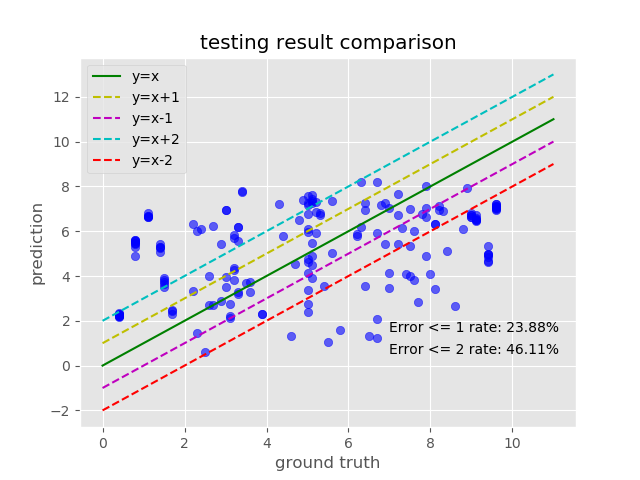 testing result comparison
y=x
y=x+1
y=x-1
y=x+2
y=x-2
12
10
8
6
4
2
0
−2
prediction
Error <= 1 rate: 23.88%
Error <= 2 rate: 46.11%
0 2 4 6 8 10
ground truth